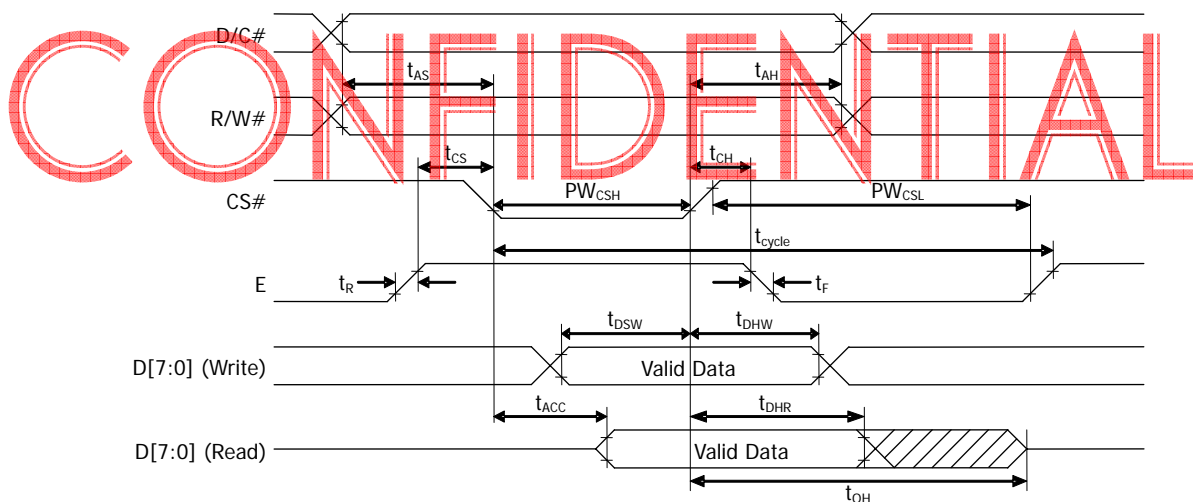 D/C#
CONFIDENTIAL
tAS
tAH
R/W#
tCS
tCH
CS#
PWCSH
PWCSL
tcycle
E
tR
tF
tDSW
tDHW
D[7:0] (Write)
Valid Data
tACC
tDHR
D[7:0] (Read)
Valid Data
tOH